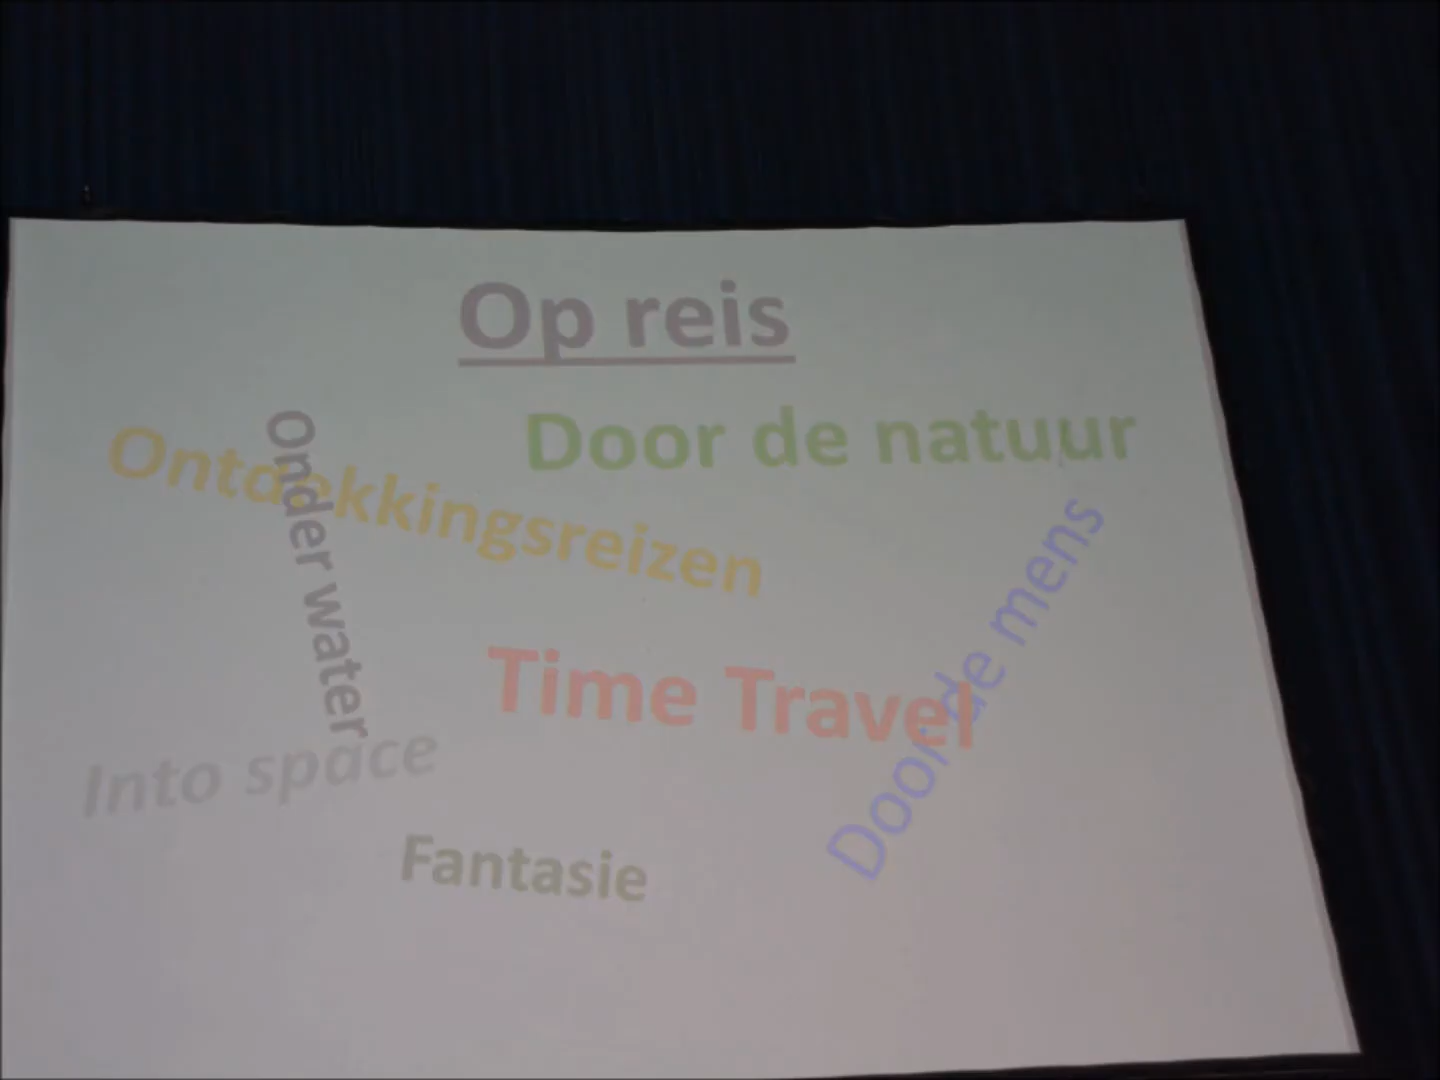 Op reis
Door de natuur
Ontdekkingsreizen
Onder water
Door de mens
Time Travel
Into space
Fantasie